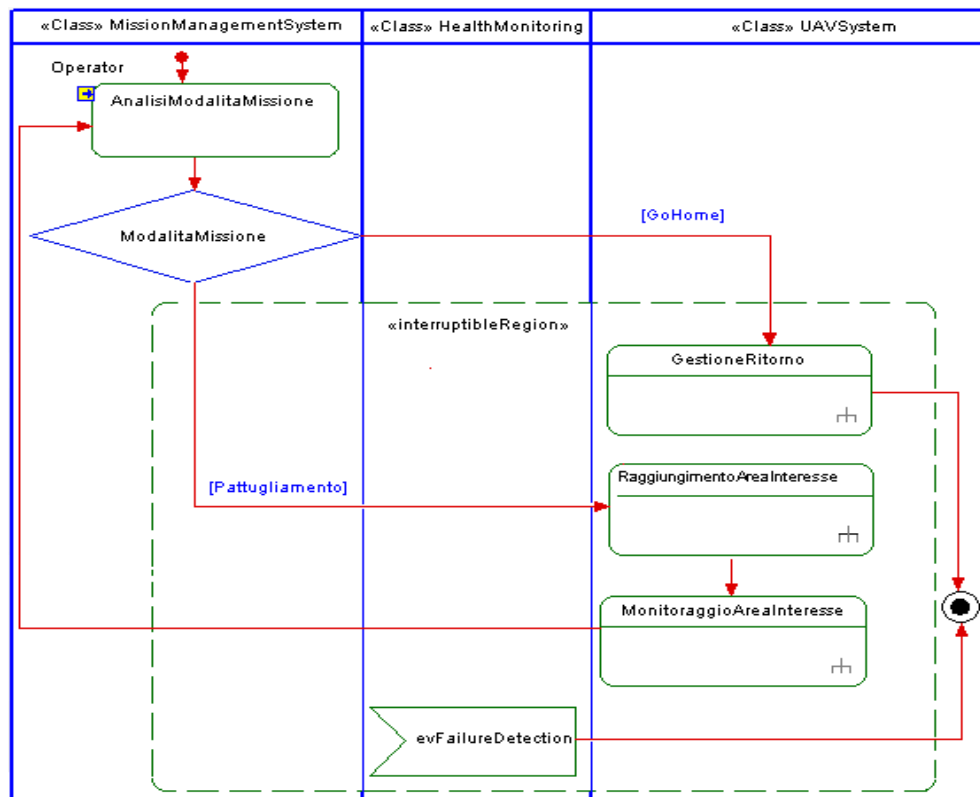 «Class» MissionManagementSystem
«Class» HealthMonitoring
«Class» UAVSystem
Operator
AnalisiModalitaMissione
ModalitaMissione
[GoHome]
«interruptibleRegion»
GestioneRitorno
RaggiungimentoAreaInteresse
[Pattugliamento]
MonitoraggioAreaInteresse
evFailureDetection